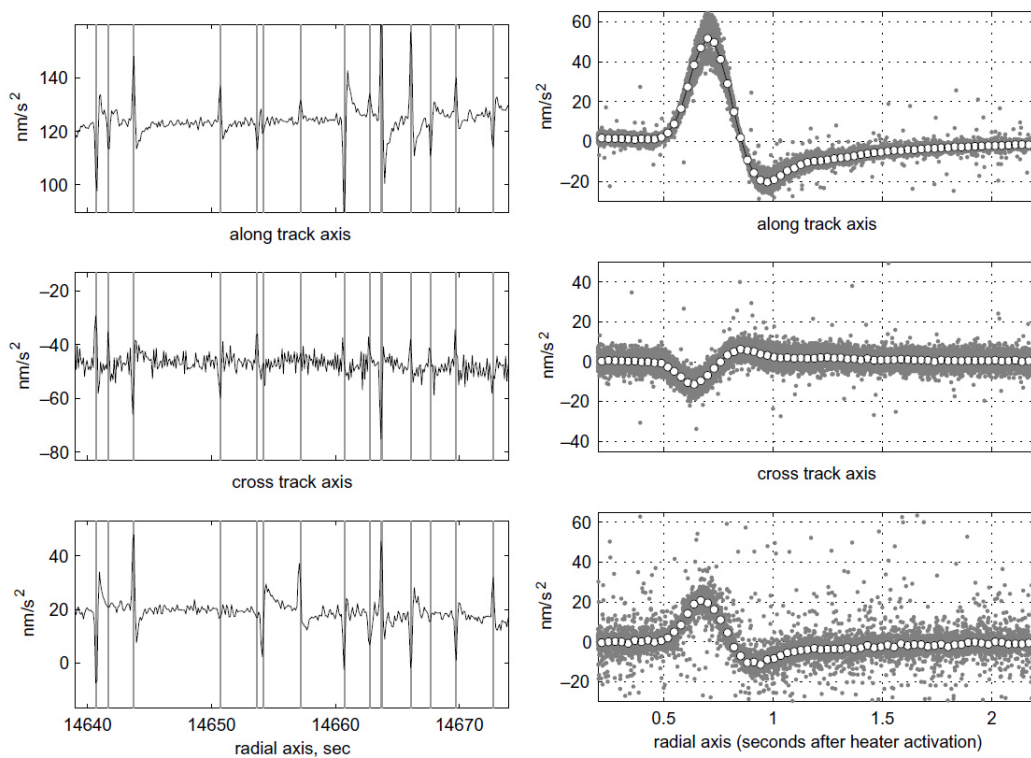 140
120
100
nm/s²
along track axis
−20
−40
−60
−80
nm/s²
cross track axis
40
20
0
nm/s²
14640 14650 14660 14670
radial axis, sec
60
40
20
0
−20
nm/s²
along track axis
40
20
0
−20
−40
nm/s²
cross track axis
60
40
20
0
−20
nm/s²
0.5 1 1.5 2
radial axis (seconds after heater activation)